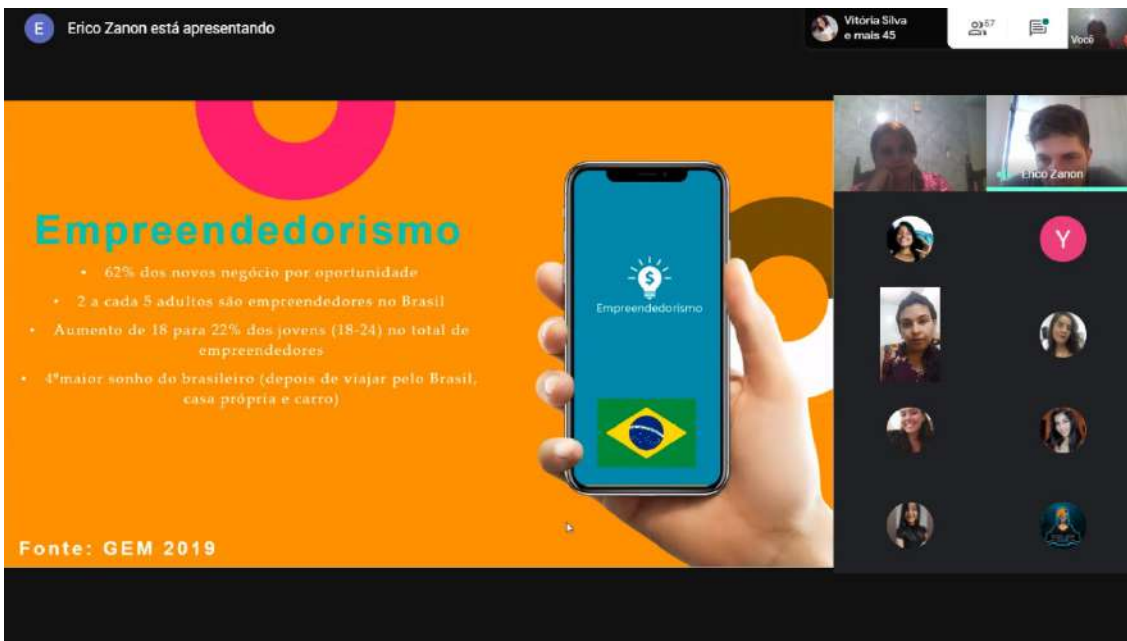 E Erico Zanon está apresentando
Vitória Silva
e mais 45
57
Você
Erico Zanon
Y
Empreendedorismo
• 62% dos novos negócio por oportunidade
• 2 a cada 5 adultos são empreendedores no Brasil
• Aumento de 18 para 22% dos jovens (18-24) no total de
empreendedores
• 4ºmaior sonho do brasileiro (depois de viajar pelo Brasil,
casa própria e carro)
$
Empreendedorismo
Fonte: GEM 2019